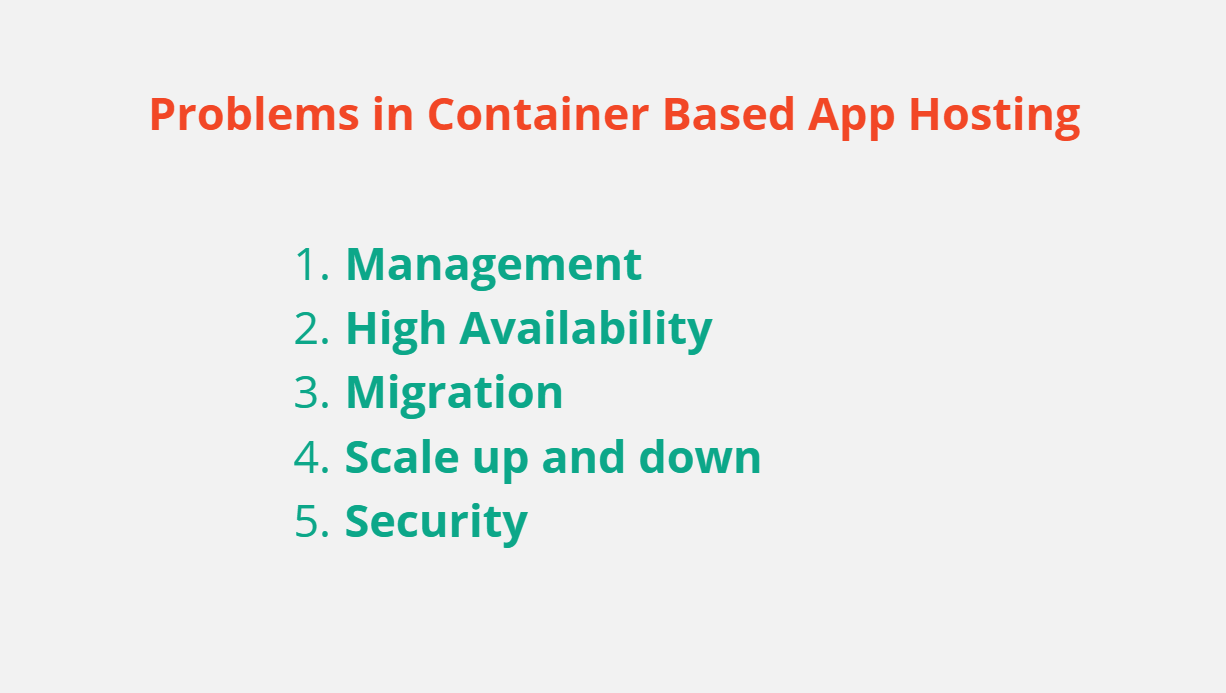 Problems in Container Based App Hosting
1. Management
2. High Availability
3. Migration
4. Scale up and down
5. Security